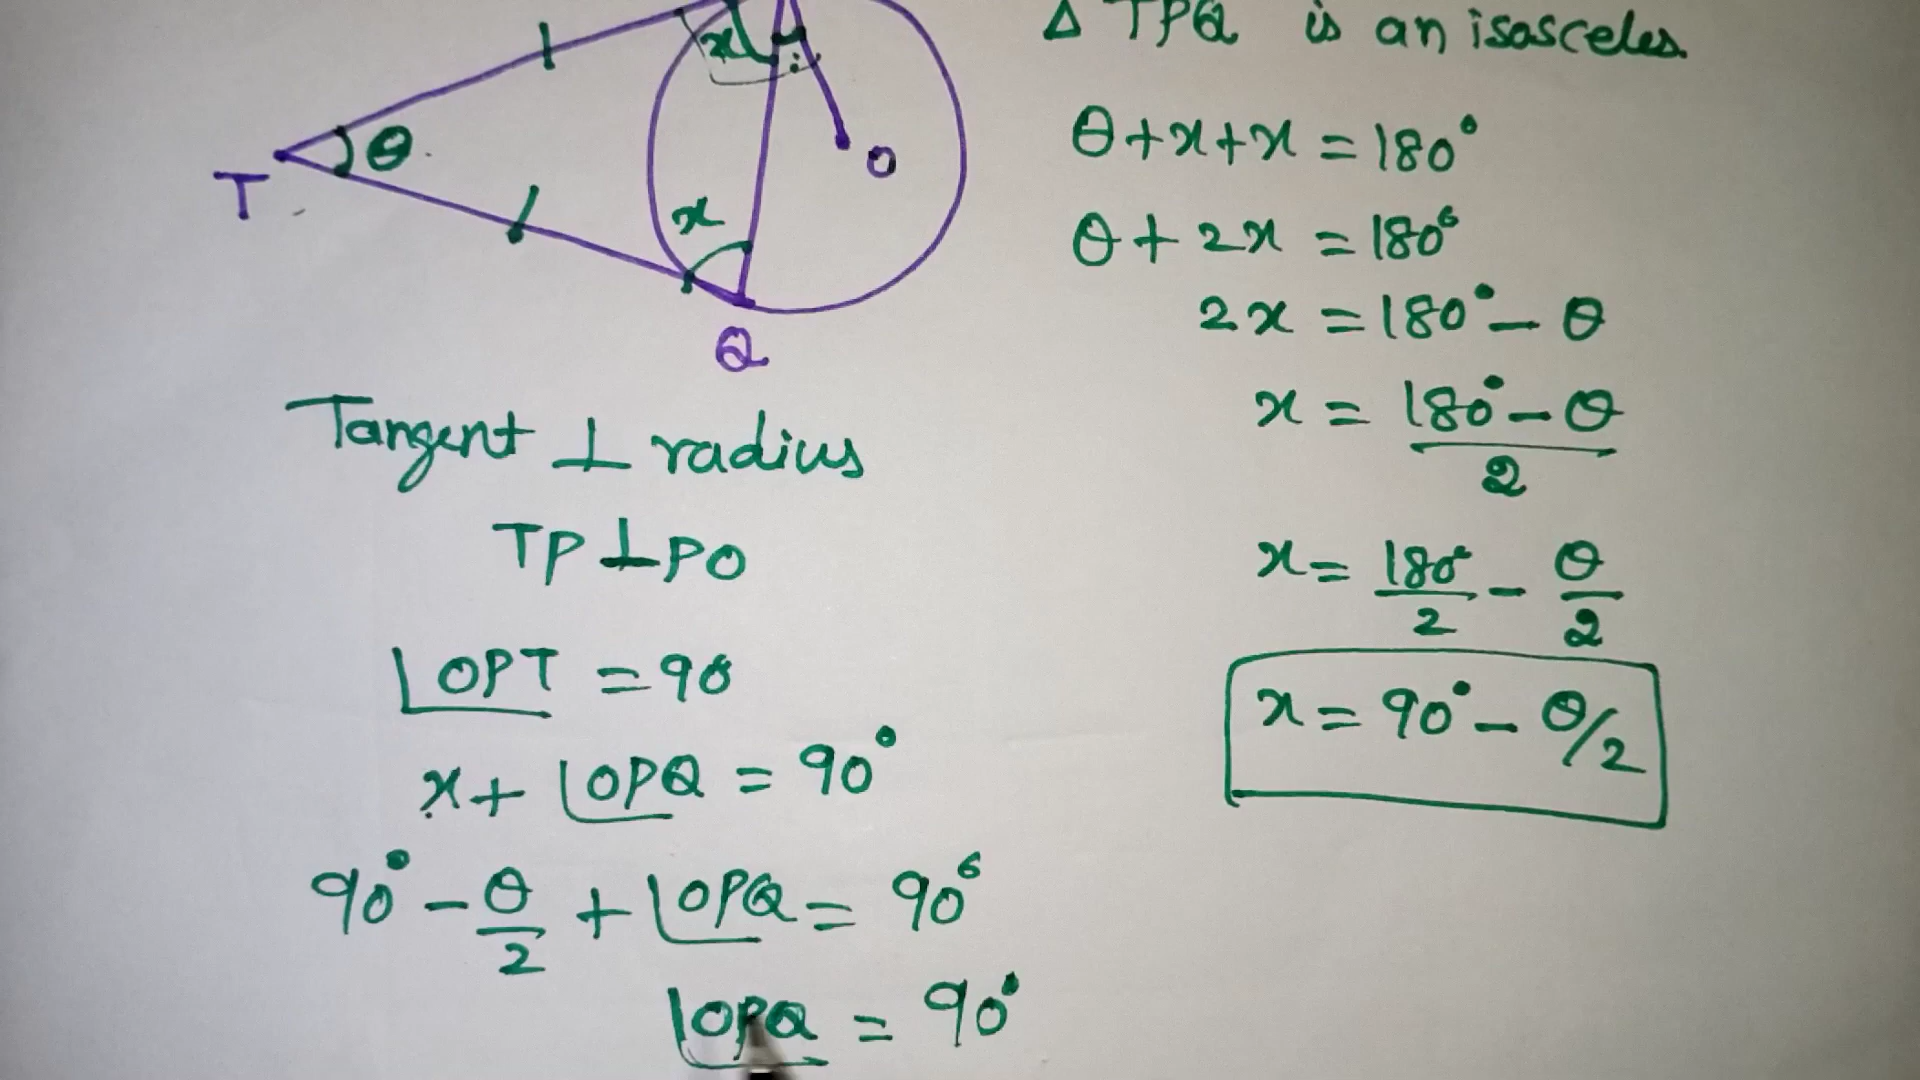 x
θ
T
O
x
Q
Tangent ⊥ radius
TP ⊥ PO
∠OPT = 90°
x + ∠OPQ = 90°
90° - θ/2 + ∠OPQ = 90°
∠OPQ = 90°
Δ TPQ is an isosceles
θ + x + x = 180°
θ + 2x = 180°
2x = 180° - θ
x = 180° - θ / 2
x = 180°/2 - θ/2
x = 90° - θ/2